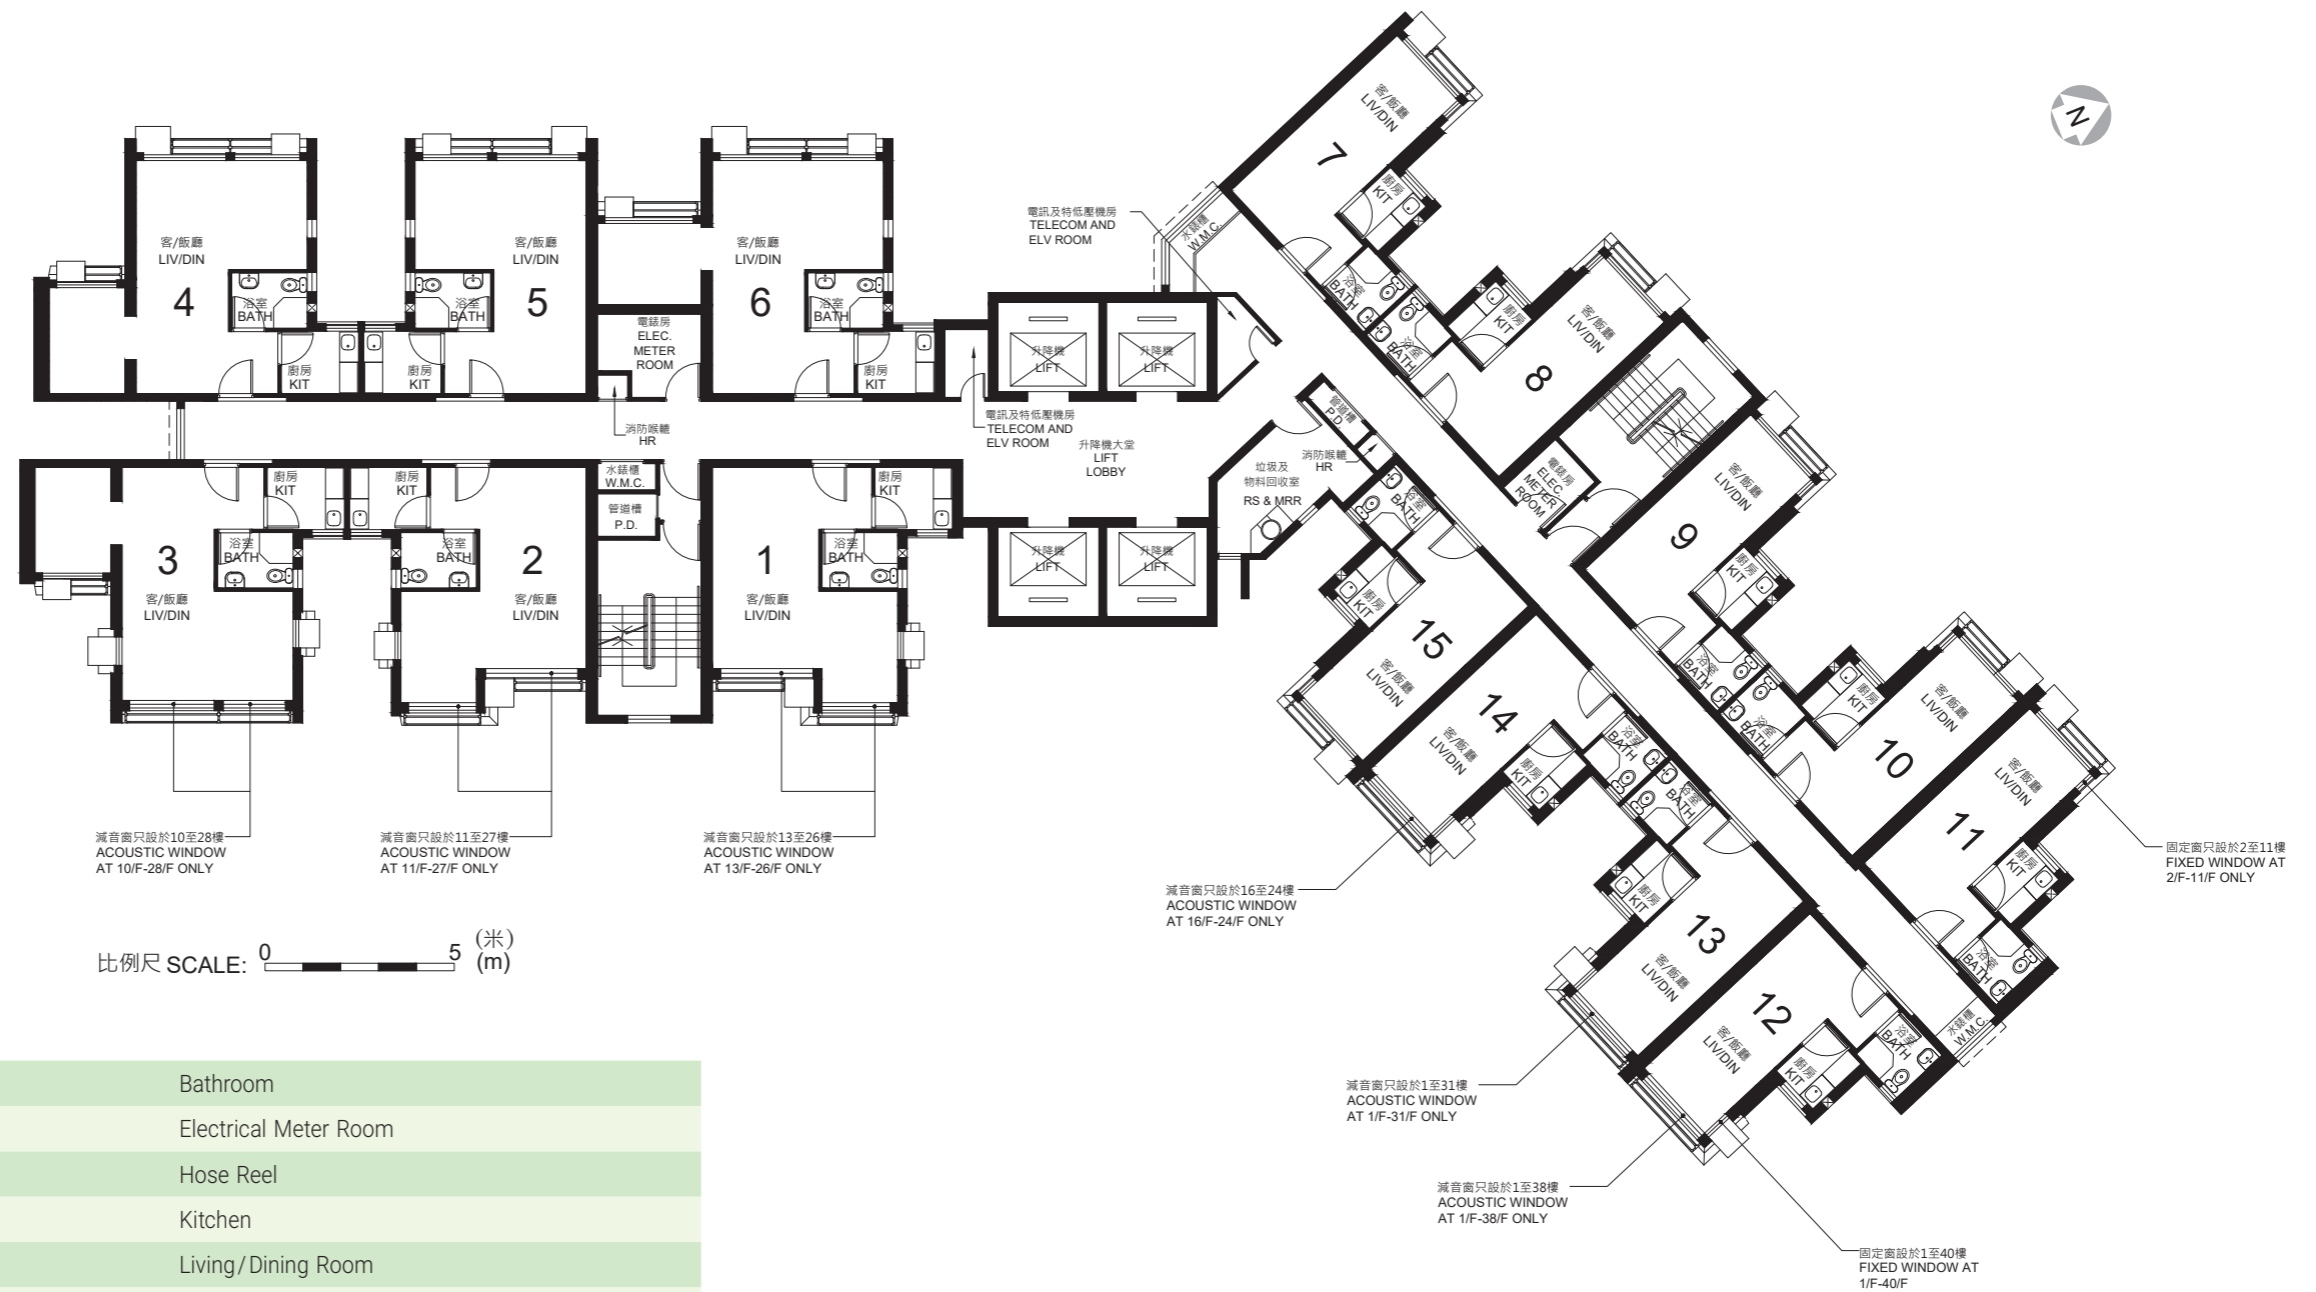 N
客/飯廳
LIV/DIN
4
浴室
BATH
廚房
KIT
客/飯廳
LIV/DIN
5
浴室
BATH
廚房
KIT
電錶房
ELEC.
METER
ROOM
消防喉轆
HR
客/飯廳
LIV/DIN
6
浴室
BATH
廚房
KIT
電訊及特低壓機房
TELECOM AND
ELV ROOM
升降機
LIFT
升降機
LIFT
電訊及特低壓機房
TELECOM AND
ELV ROOM
升降機大堂
LIFT
LOBBY
升降機
LIFT
升降機
LIFT
垃圾及
物料回收室
RS & MRR
管道槽
P.D.
消防喉轆
HR
水錶櫃
W.M.C.
廚房
KIT
浴室
BATH
3
客/飯廳
LIV/DIN
廚房
KIT
浴室
BATH
2
客/飯廳
LIV/DIN
水錶櫃
W.M.C.
管道槽
P.D.
廚房
KIT
浴室
BATH
1
客/飯廳
LIV/DIN
客/飯廳
LIV/DIN
7
廚房
KIT
浴室
BATH
浴室
BATH
廚房
KIT
客/飯廳
LIV/DIN
8
電錶房
ELEC.
METER
ROOM
客/飯廳
LIV/DIN
9
廚房
KIT
浴室
BATH
浴室
BATH
廚房
KIT
客/飯廳
LIV/DIN
10
客/飯廳
LIV/DIN
11
廚房
KIT
浴室
BATH
水錶櫃
W.M.C.
浴室
BATH
廚房
KIT
15
客/飯廳
LIV/DIN
14
客/飯廳
LIV/DIN
廚房
KIT
浴室
BATH
浴室
BATH
廚房
KIT
13
客/飯廳
LIV/DIN
12
客/飯廳
LIV/DIN
廚房
KIT
浴室
BATH
減音窗只設於10至28樓
ACOUSTIC WINDOW
AT 10/F-28/F ONLY
減音窗只設於11至27樓
ACOUSTIC WINDOW
AT 11/F-27/F ONLY
減音窗只設於13至26樓
ACOUSTIC WINDOW
AT 13/F-26/F ONLY
減音窗只設於16至24樓
ACOUSTIC WINDOW
AT 16/F-24/F ONLY
固定窗只設於2至11樓
FIXED WINDOW AT
2/F-11/F ONLY
減音窗只設於1至31樓
ACOUSTIC WINDOW
AT 1/F-31/F ONLY
減音窗只設於1至38樓
ACOUSTIC WINDOW
AT 1/F-38/F ONLY
固定窗設於1至40樓
FIXED WINDOW AT
1/F-40/F
比例尺 SCALE: 0 5 (米)
(m)
Bathroom
Electrical Meter Room
Hose Reel
Kitchen
Living/Dining Room